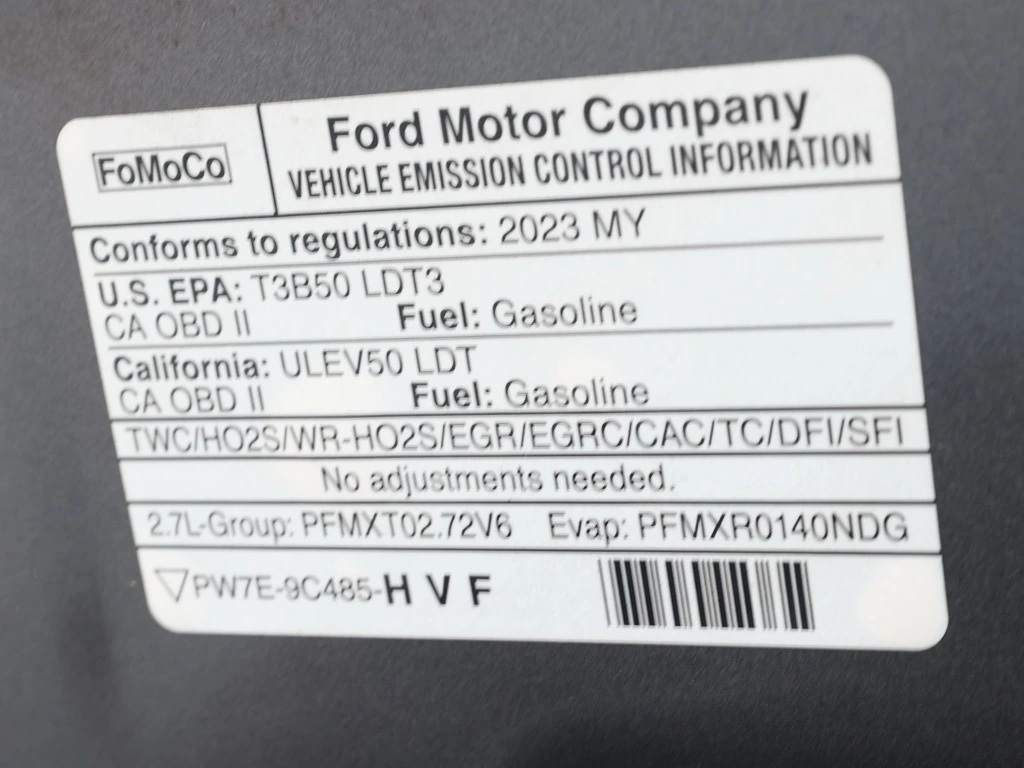 FoMoCo
Ford Motor Company
VEHICLE EMISSION CONTROL INFORMATION
Conforms to regulations: 2023 MY
U.S. EPA: T3B50 LDT3
CA OBD II Fuel: Gasoline
California: ULEV50 LDT
CA OBD II Fuel: Gasoline
TWC/HO2S/WR-HO2S/EGR/EGRC/CAC/TC/DFI/SFI
No adjustments needed.
2.7L-Group: PFMXT02.72V6 Evap: PFMXR0140NDG
PW7E-9C485-H V F